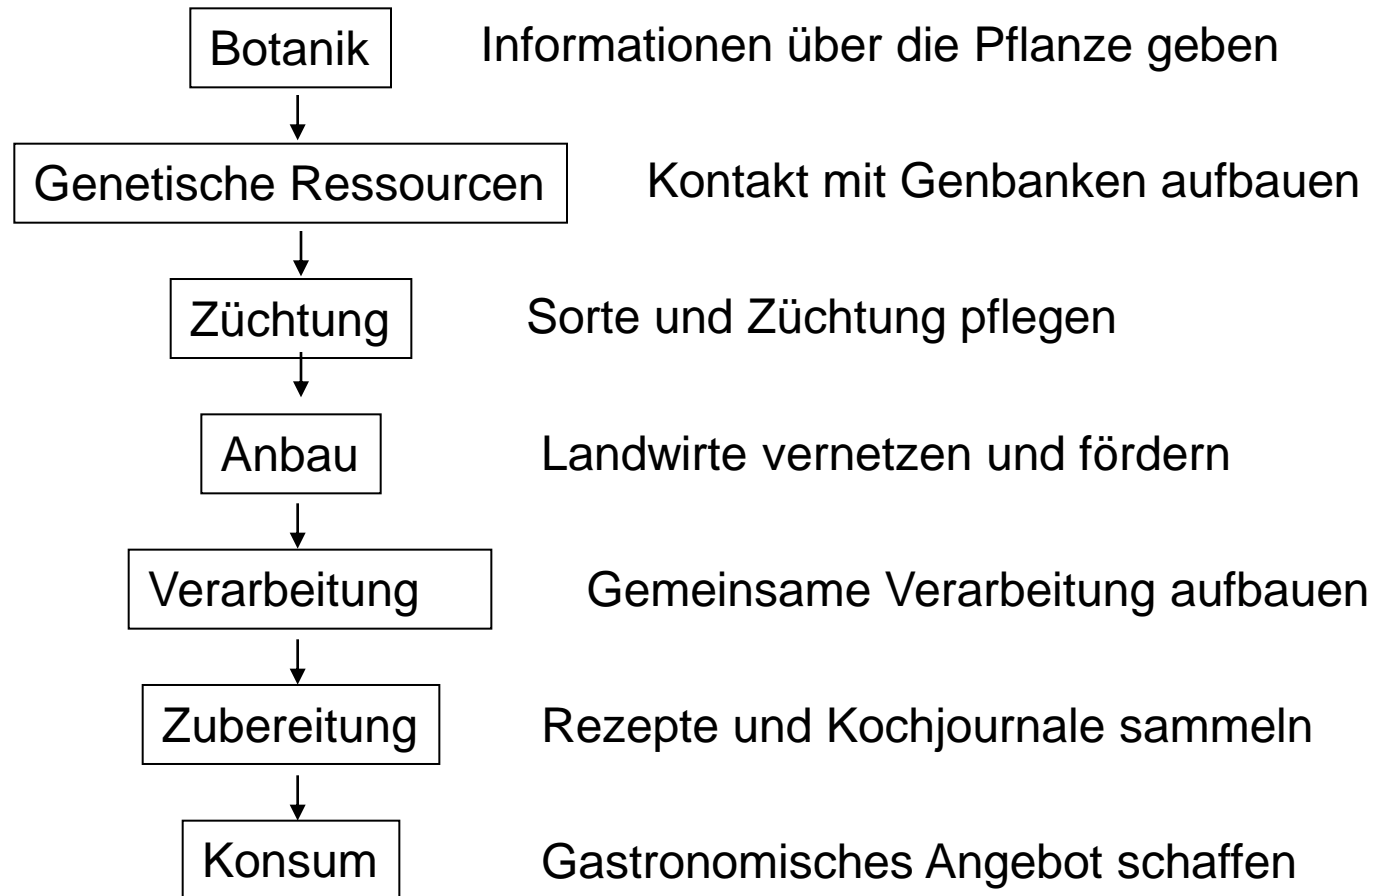 Botanik Informationen über die Pflanze geben
Genetische Ressourcen Kontakt mit Genbanken aufbauen
Züchtung Sorte und Züchtung pflegen
Anbau Landwirte vernetzen und fördern
Verarbeitung Gemeinsame Verarbeitung aufbauen
Zubereitung Rezepte und Kochjournale sammeln
Konsum Gastronomisches Angebot schaffen